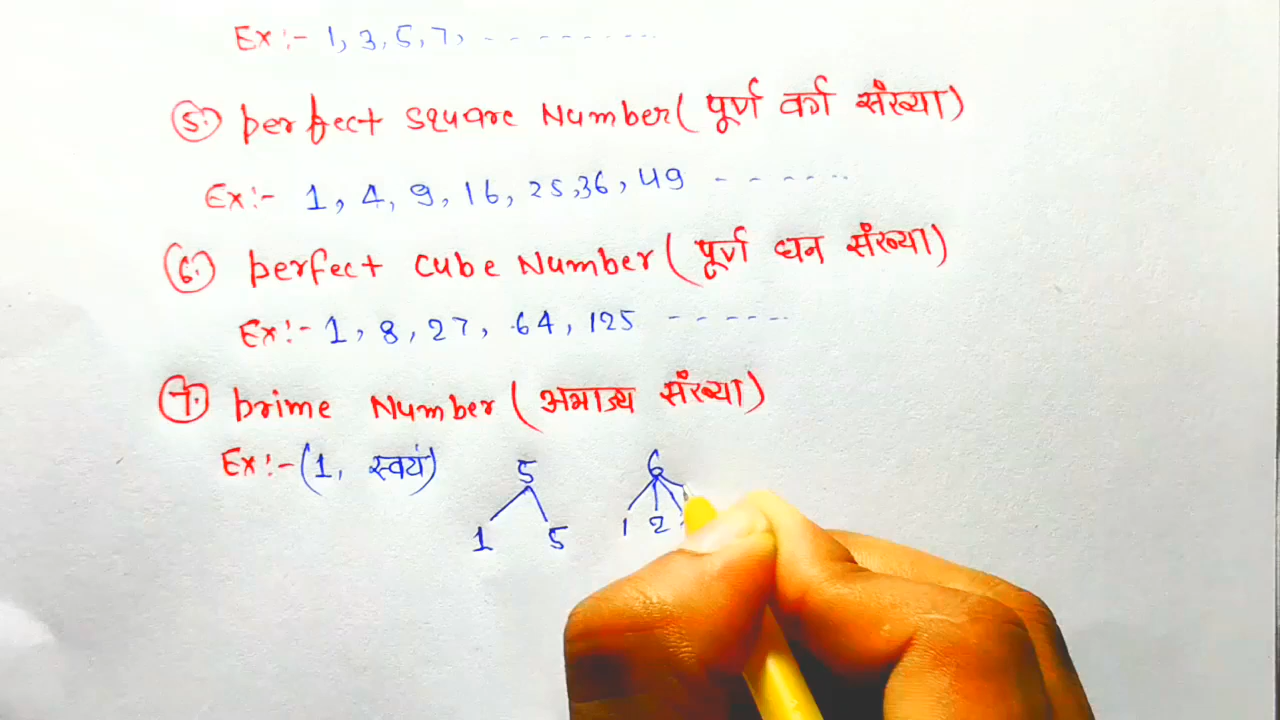 Ex:- 1, 3, 5, 7, ----------
5. perfect square Number (पूर्ण वर्ग संख्या)
Ex:- 1, 4, 9, 16, 25, 36, 49 ------
6. perfect cube Number (पूर्ण घन संख्या)
Ex:- 1, 8, 27, 64, 125 ------
7. prime Number (अभाज्य संख्या)
Ex:- (1, स्वयं) 5 6
1 5 1 2